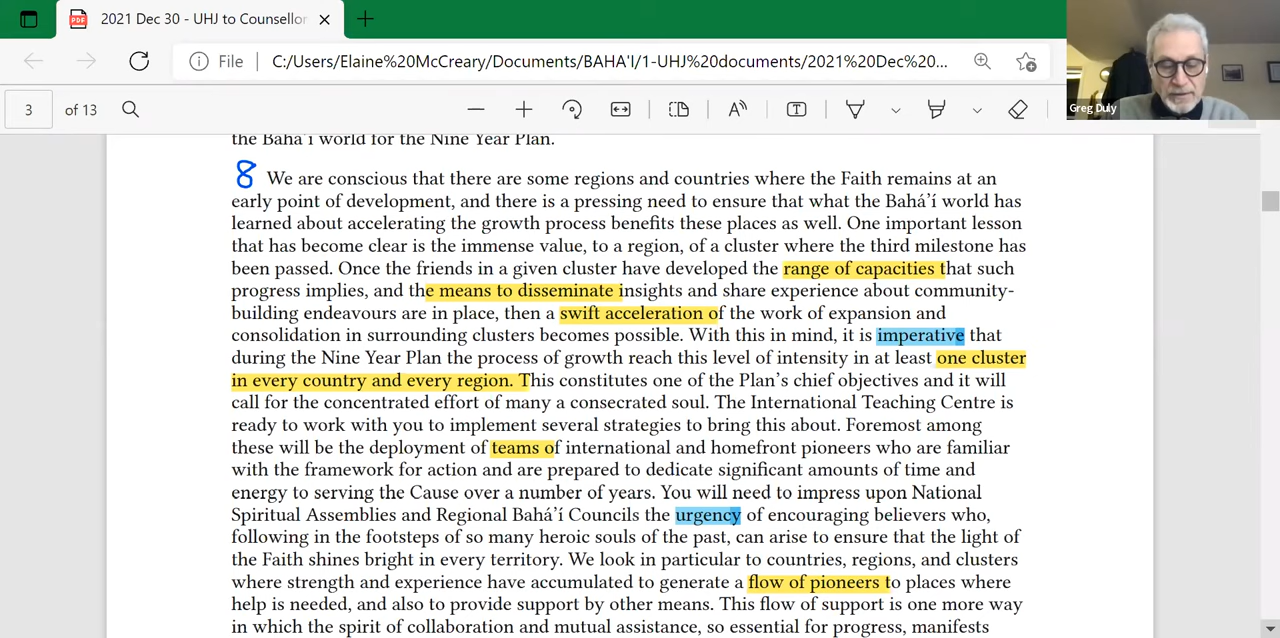 2021 Dec 30 - UHJ to Counsellor
File
C:/Users/Elaine%20McCreary/Documents/BAHA'I/1-UHJ%20documents/2021%20Dec%20...
3 of 13
Greg Duly
the Bahá’í world for the Nine Year Plan.
8 We are conscious that there are some regions and countries where the Faith remains at an
early point of development, and there is a pressing need to ensure that what the Bahá’í world has
learned about accelerating the growth process benefits these places as well. One important lesson
that has become clear is the immense value, to a region, of a cluster where the third milestone has
been passed. Once the friends in a given cluster have developed the range of capacities that such
progress implies, and the means to disseminate insights and share experience about community-
building endeavours are in place, then a swift acceleration of the work of expansion and
consolidation in surrounding clusters becomes possible. With this in mind, it is imperative that
during the Nine Year Plan the process of growth reach this level of intensity in at least one cluster
in every country and every region. This constitutes one of the Plan’s chief objectives and it will
call for the concentrated effort of many a consecrated soul. The International Teaching Centre is
ready to work with you to implement several strategies to bring this about. Foremost among
these will be the deployment of teams of international and homefront pioneers who are familiar
with the framework for action and are prepared to dedicate significant amounts of time and
energy to serving the Cause over a number of years. You will need to impress upon National
Spiritual Assemblies and Regional Bahá’í Councils the urgency of encouraging believers who,
following in the footsteps of so many heroic souls of the past, can arise to ensure that the light of
the Faith shines bright in every territory. We look in particular to countries, regions, and clusters
where strength and experience have accumulated to generate a flow of pioneers to places where
help is needed, and also to provide support by other means. This flow of support is one more way
in which the spirit of collaboration and mutual assistance, so essential for progress, manifests